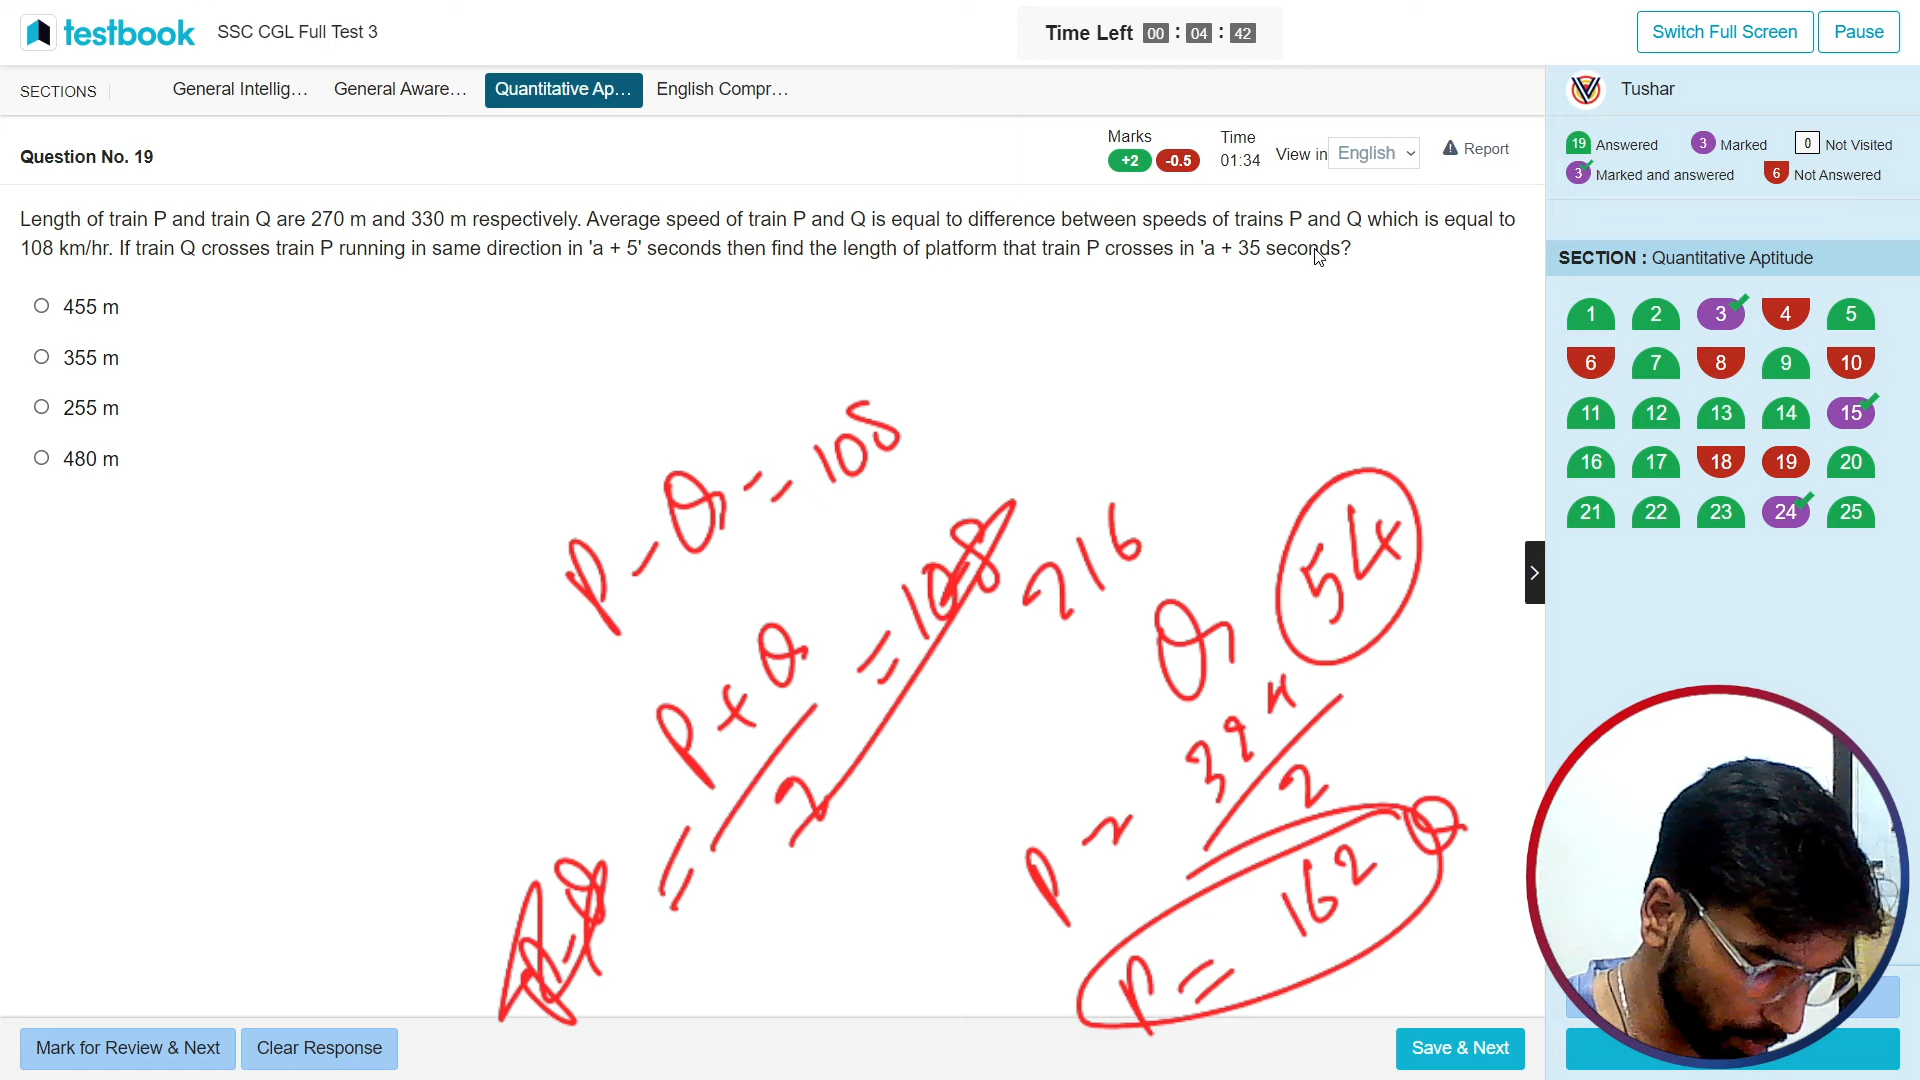 testbook
SSC CGL Full Test 3
Time Left 00 : 04 : 42
Switch Full Screen
Pause
SECTIONS
General Intellig...
General Aware...
Quantitative Ap...
English Compr...
Tushar
Question No. 19
Marks
+2 -0.5
Time
01:34
View in English
Report
19 Answered
3 Marked
0 Not Visited
3 Marked and answered
6 Not Answered
Length of train P and train Q are 270 m and 330 m respectively. Average speed of train P and Q is equal to difference between speeds of trains P and Q which is equal to
108 km/hr. If train Q crosses train P running in same direction in 'a + 5' seconds then find the length of platform that train P crosses in 'a + 35 seconds?
455 m
355 m
255 m
480 m
SECTION : Quantitative Aptitude
1 2 3 4 5
6 7 8 9 10
11 12 13 14 15
16 17 18 19 20
21 22 23 24 25
P - Q = 108
P + Q
2
= 108
216
Q 54
P =
324
2
P = 162
Mark for Review & Next
Clear Response
Save & Next